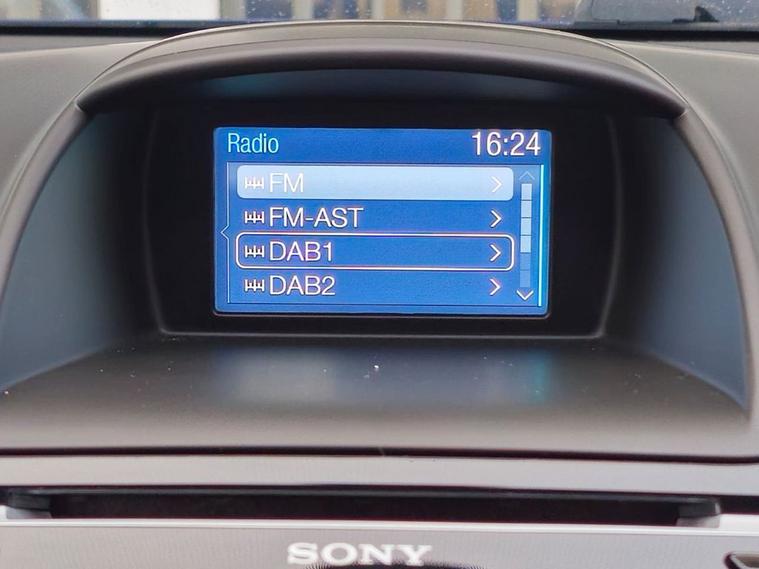 Radio 16:24
FM
FM-AST
DAB1
DAB2
SONY